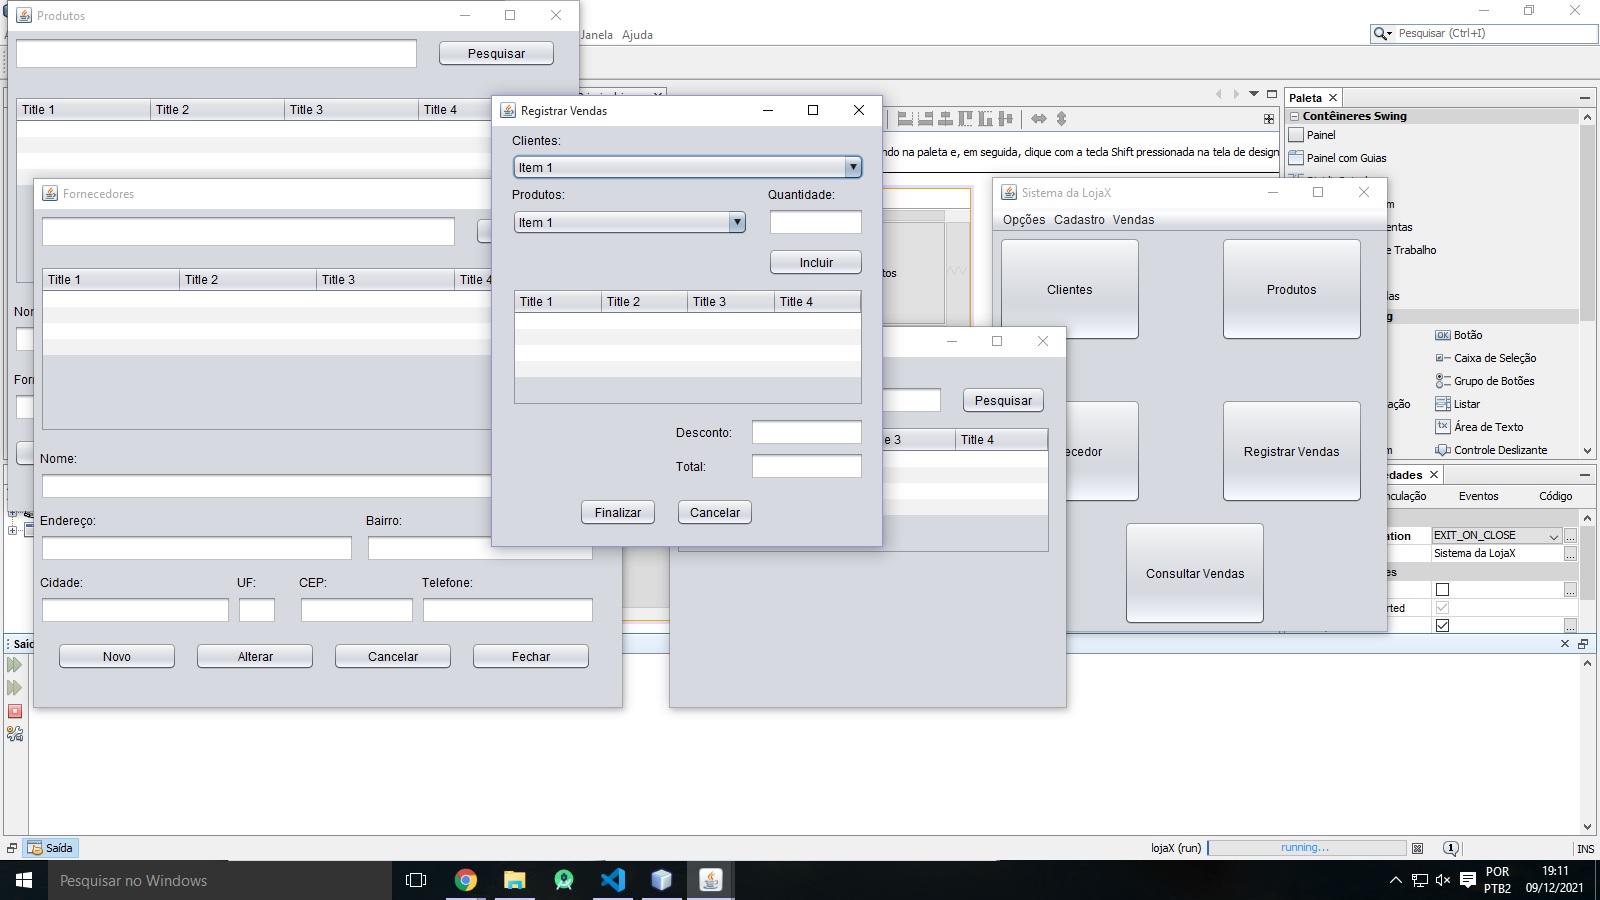 Produtos
Pesquisar
Title 1 Title 2 Title 3 Title 4
Janela Ajuda
Pesquisar (Ctrl+I)
Registrar Vendas
Clientes:
Item 1
Produtos: Quantidade:
Item 1
Incluir
Title 1 Title 2 Title 3 Title 4
Desconto:
Total:
Finalizar Cancelar
Fornecedores
Title 1 Title 2 Title 3 Title 4
Nome:
Endereço: Bairro:
Cidade: UF: CEP: Telefone:
Novo Alterar Cancelar Fechar
Pesquisar
e 3 Title 4
ndo na paleta e, em seguida, clique com a tecla Shift pressionada na tela de design
tos
Sistema da LojaX
Opções Cadastro Vendas
Clientes Produtos
ecedor Registrar Vendas
Consultar Vendas
Paleta
Contêineres Swing
Painel
Painel com Guias
entas
e Trabalho
las
g
Botão
Caixa de Seleção
Grupo de Botões
ação Listar
Área de Texto
m Controle Deslizante
edades
nculação Eventos Código
ation EXIT_ON_CLOSE
Sistema da LojaX
es
rted
Nor
For
Saíd
Saída
lojaX (run) running...
1
INS
Pesquisar no Windows
POR
PTB2
19:11
09/12/2021